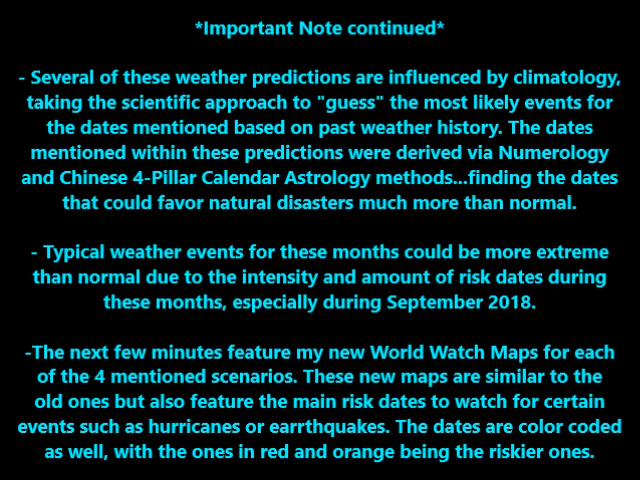 *Important Note continued*
- Several of these weather predictions are influenced by climatology,
taking the scientific approach to "guess" the most likely events for
the dates mentioned based on past weather history. The dates
mentioned within these predictions were derived via Numerology
and Chinese 4-Pillar Calendar Astrology methods...finding the dates
that could favor natural disasters much more than normal.
- Typical weather events for these months could be more extreme
than normal due to the intensity and amount of risk dates during
these months, especially during September 2018.
-The next few minutes feature my new World Watch Maps for each
of the 4 mentioned scenarios. These new maps are similar to the
old ones but also feature the main risk dates to watch for certain
events such as hurricanes or earrthquakes. The dates are color coded
as well, with the ones in red and orange being the riskier ones.